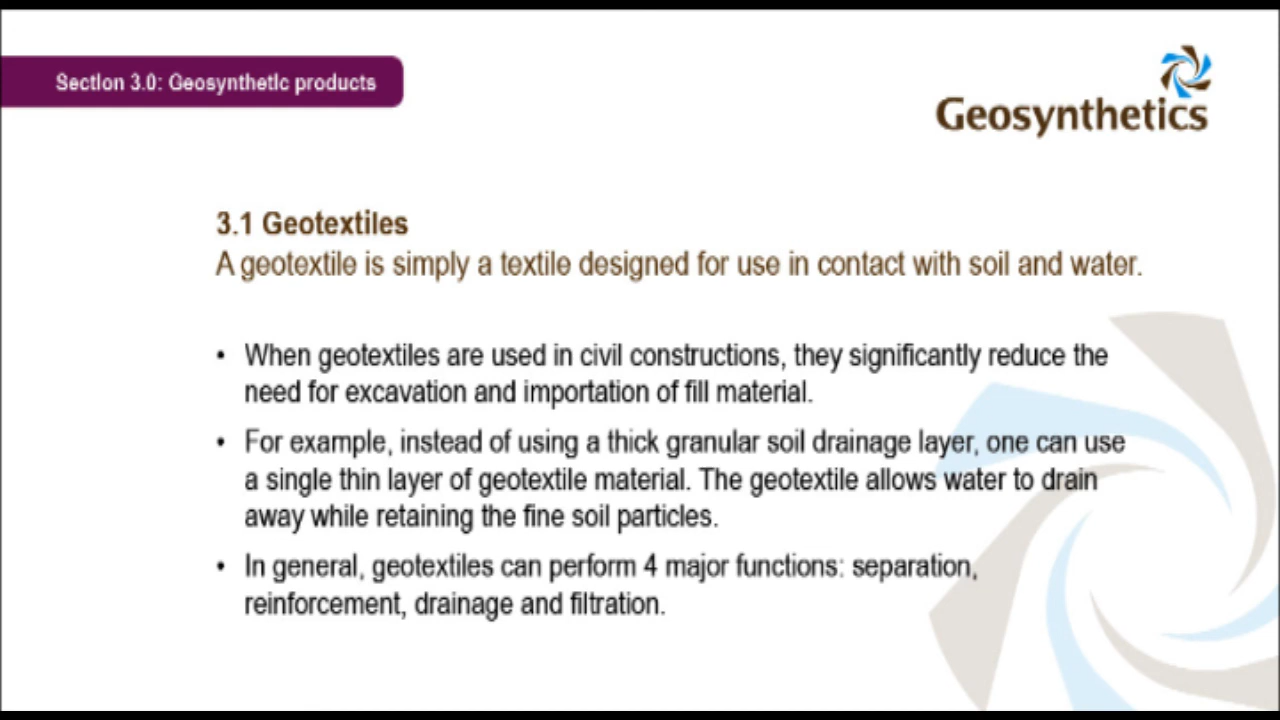 Section 3.0: Geosynthetic products
Geosynthetics
3.1 Geotextiles
A geotextile is simply a textile designed for use in contact with soil and water.
• When geotextiles are used in civil constructions, they significantly reduce the
need for excavation and importation of fill material.
• For example, instead of using a thick granular soil drainage layer, one can use
a single thin layer of geotextile material. The geotextile allows water to drain
away while retaining the fine soil particles.
• In general, geotextiles can perform 4 major functions: separation,
reinforcement, drainage and filtration.